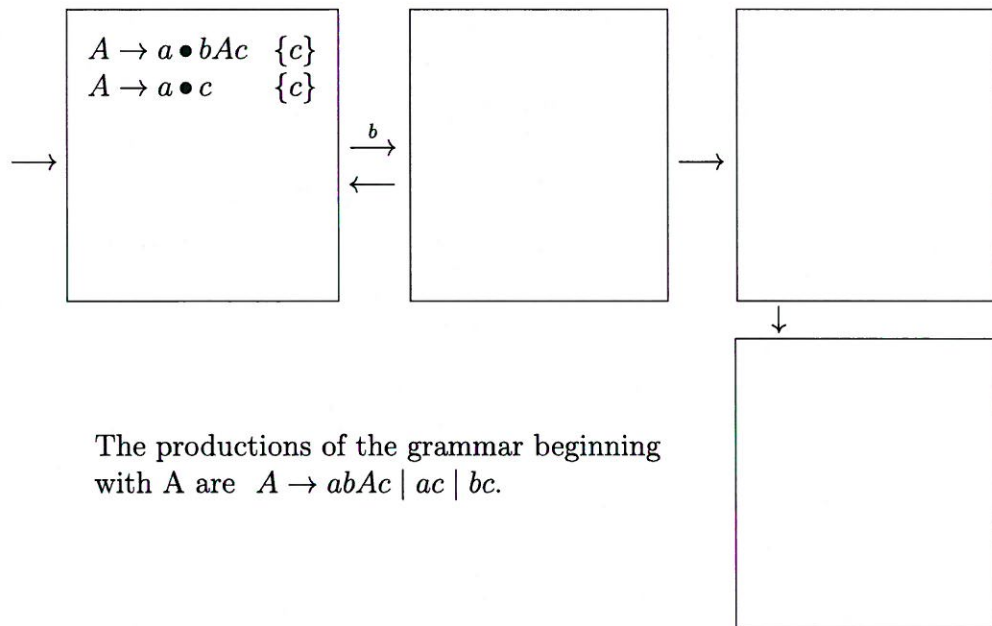 A → a • bAc {c}
A → a • c {c}
b
The productions of the grammar beginning
with A are A → abAc | ac | bc.